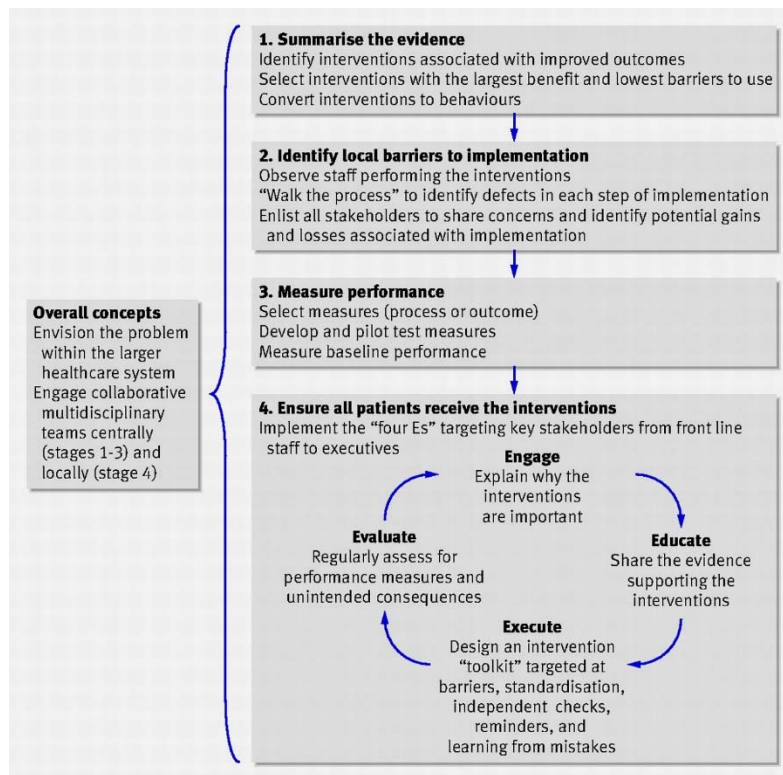 1. Summarise the evidence
Identify interventions associated with improved outcomes
Select interventions with the largest benefit and lowest barriers to use
Convert interventions to behaviours
2. Identify local barriers to implementation
Observe staff performing the interventions
“Walk the process” to identify defects in each step of implementation
Enlist all stakeholders to share concerns and identify potential gains
and losses associated with implementation
Overall concepts
Envision the problem
within the larger
healthcare system
Engage collaborative
multidisciplinary
teams centrally
(stages 1-3) and
locally (stage 4)
3. Measure performance
Select measures (process or outcome)
Develop and pilot test measures
Measure baseline performance
4. Ensure all patients receive the interventions
Implement the “four Es” targeting key stakeholders from front line
staff to executives
Engage
Explain why the
interventions
are important
Educate
Share the evidence
supporting the
interventions
Execute
Design an intervention
“toolkit” targeted at
barriers, standardisation,
independent checks,
reminders, and
learning from mistakes
Evaluate
Regularly assess for
performance measures and
unintended consequences